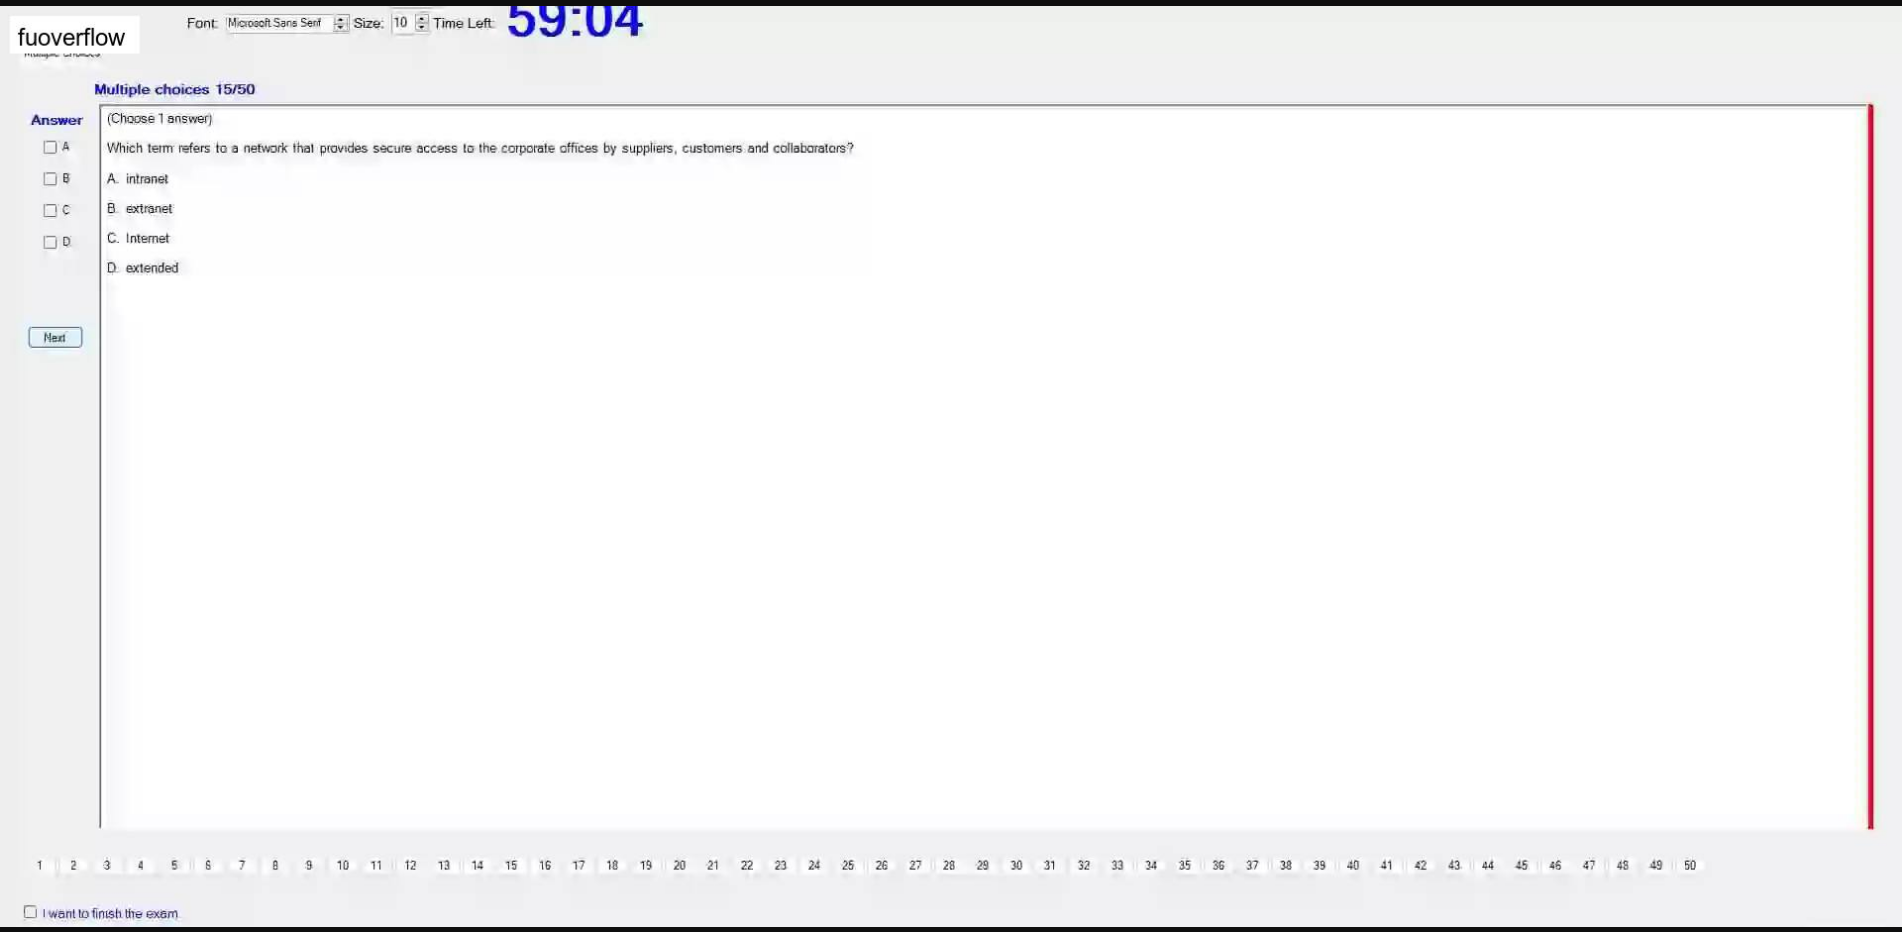 fuoverflow
Font: Microsoft Sans Serif Size: 10 Time Left: 59:04
Multiple choices
Multiple choices 15/50
Answer
(Choose 1 answer)
A
Which term refers to a network that provides secure access to the corporate offices by suppliers, customers and collaborators?
B
A. intranet
C
B. extranet
D
C. Internet
D. extended
Next
1 2 3 4 5 6 7 8 9 10 11 12 13 14 15 16 17 18 19 20 21 22 23 24 25 26 27 28 29 30 31 32 33 34 35 36 37 38 39 40 41 42 43 44 45 46 47 48 49 50
I want to finish the exam.